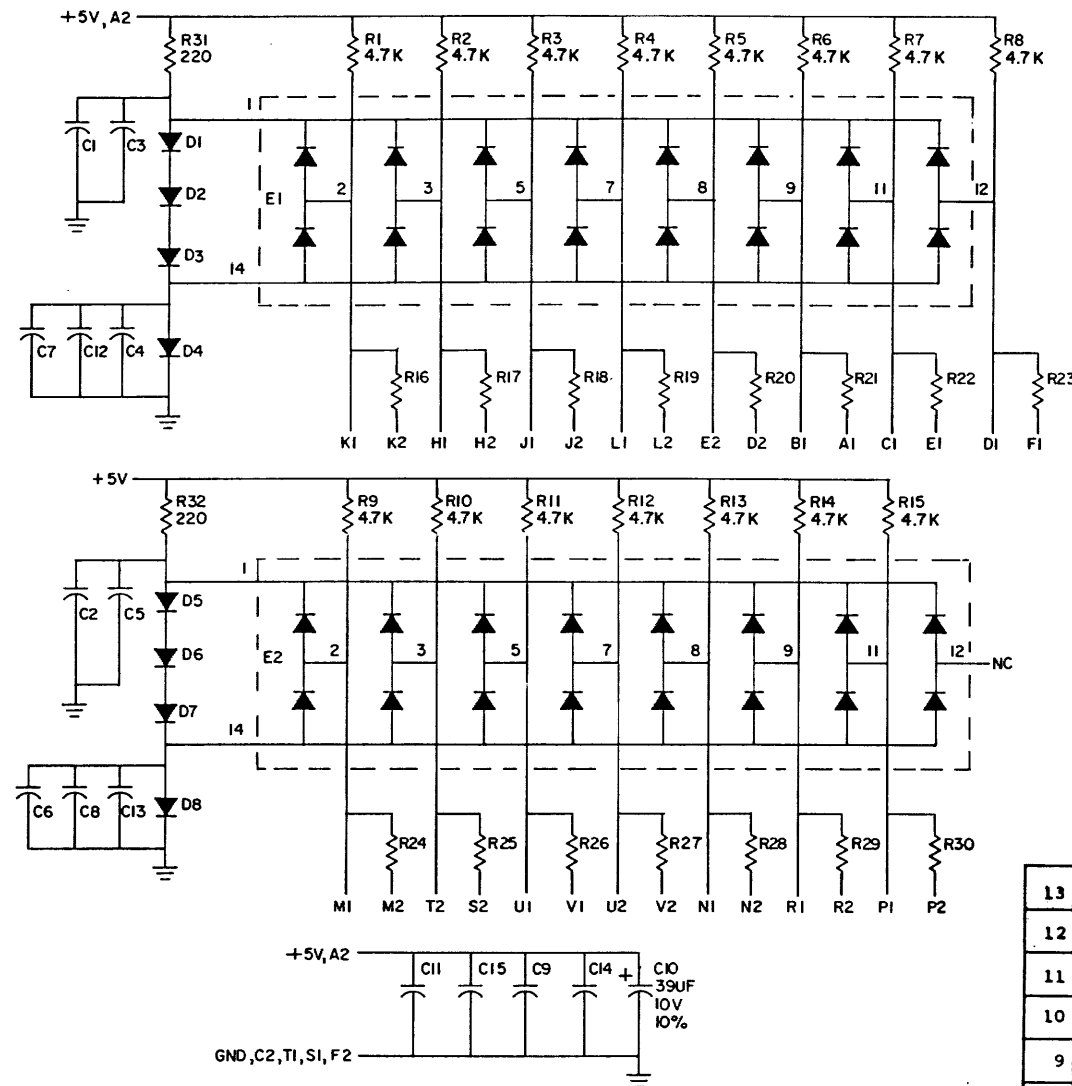 +5V, A2
R31 220
R1 4.7K
R2 4.7K
R3 4.7K
R4 4.7K
R5 4.7K
R6 4.7K
R7 4.7K
R8 4.7K
1
C1 C3 D1
D2
E1 2 3 5 7 8 9 11 12
D3
14
C7 C12 C4 D4
R16 R17 R18 R19 R20 R21 R22 R23
K1 K2 H1 H2 J1 J2 L1 L2 E2 D2 B1 A1 C1 E1 D1 F1
+5V
R32 220
R9 4.7K
R10 4.7K
R11 4.7K
R12 4.7K
R13 4.7K
R14 4.7K
R15 4.7K
1
C2 C5 D5
D6
E2 2 3 5 7 8 9 11 12 NC
D7
14
C6 C8 C13 D8
R24 R25 R26 R27 R28 R29 R30
M1 M2 T2 S2 U1 V1 U2 V2 N1 N2 R1 R2 P1 P2
+5V, A2
C11 C15 C9 C14 + C10
39UF
10V
10%
GND, C2, T1, S1, F2
13
12
11
10
9